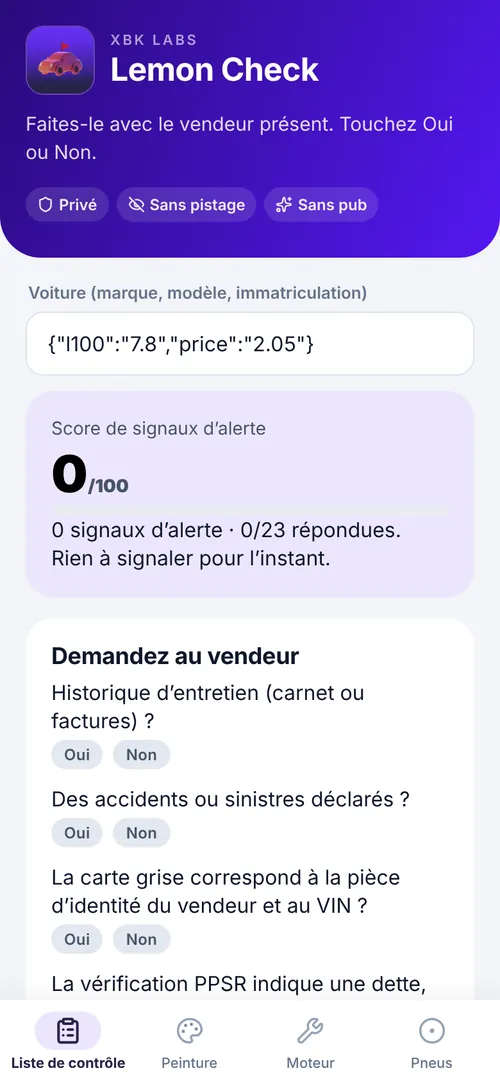 XBK LABS
Lemon Check
Faites-le avec le vendeur présent. Touchez Oui
ou Non.
Privé
Sans pistage
Sans pub
Voiture (marque, modèle, immatriculation)
{"l100":"7.8","price":"2.05"}
Score de signaux d’alerte
0/100
0 signaux d’alerte · 0/23 répondues.
Rien à signaler pour l’instant.
Demandez au vendeur
Historique d’entretien (carnet ou
factures) ?
Oui Non
Des accidents ou sinistres déclarés ?
Oui Non
La carte grise correspond à la pièce
d’identité du vendeur et au VIN ?
Oui Non
La vérification PPSR indique une dette,
Liste de contrôle
Peinture
Moteur
Pneus